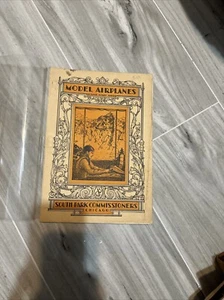 MODEL AIRPLANES
SOUTH PARK COMMISSIONERS
CHICAGO